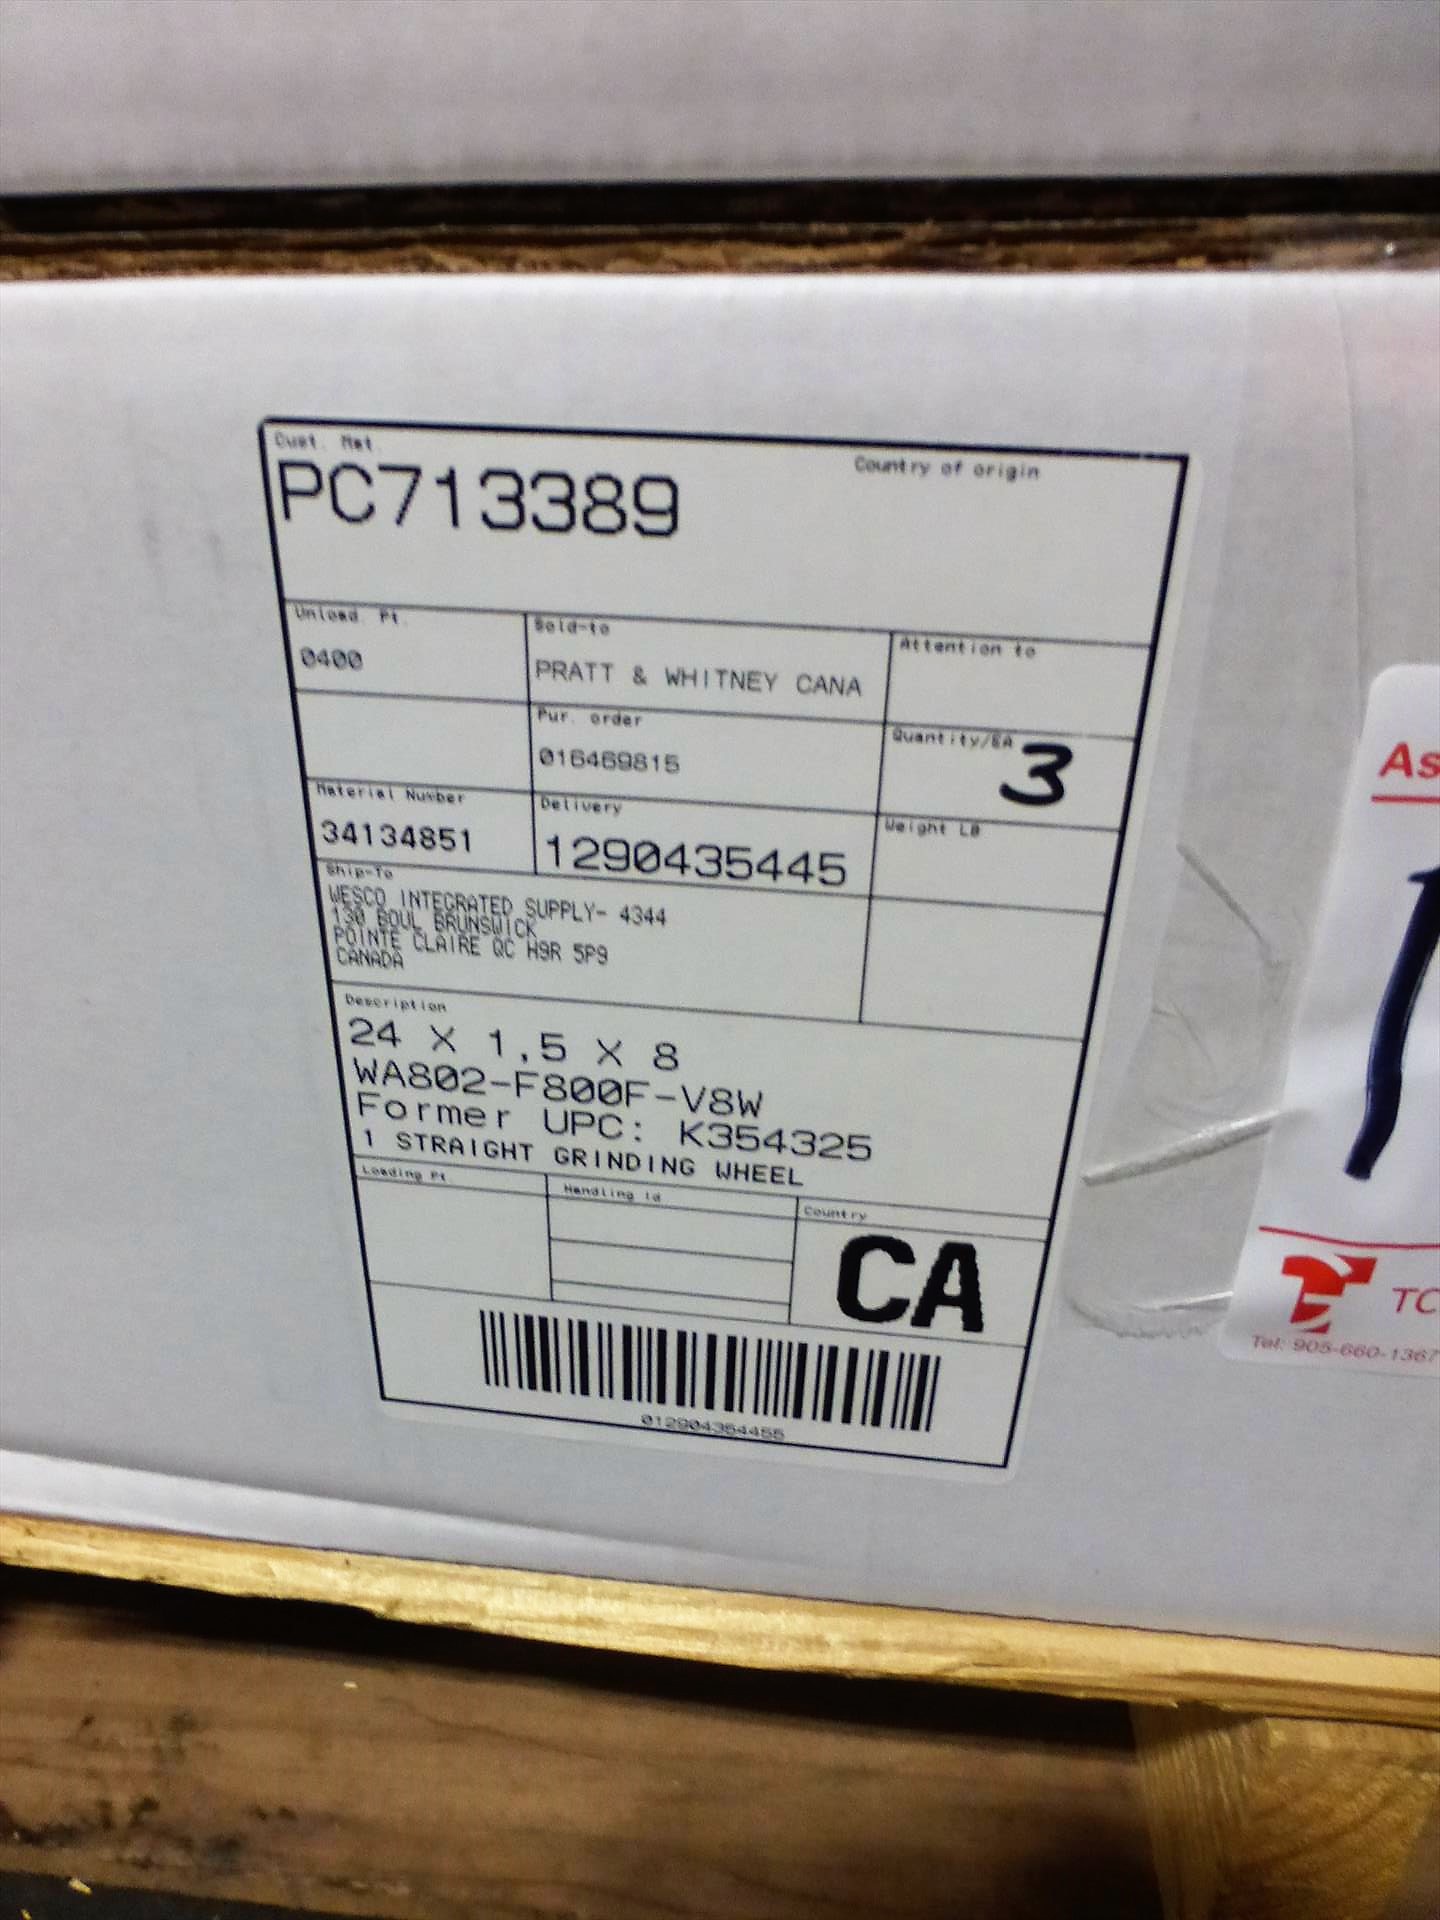 Cust. Mat.
PC713389
Country of origin
Unload. Pt.
0400
Sold-to
PRATT & WHITNEY CANA
Attention to
Pur. order
016469815
Quantity/EA
3
Material Number
34134851
Delivery
1290435445
Weight LB
Ship-To
WESCO INTEGRATED SUPPLY- 4344
130 BOUL BRUNSWICK
POINTE CLAIRE QC H9R 5P9
CANADA
Description
24 X 1.5 X 8
WA802-F800F-V8W
Former UPC: K354325
1 STRAIGHT GRINDING WHEEL
Loading Pt.
Handling id
Country
CA
012904354455
As
TC
Tel: 905-660-1367